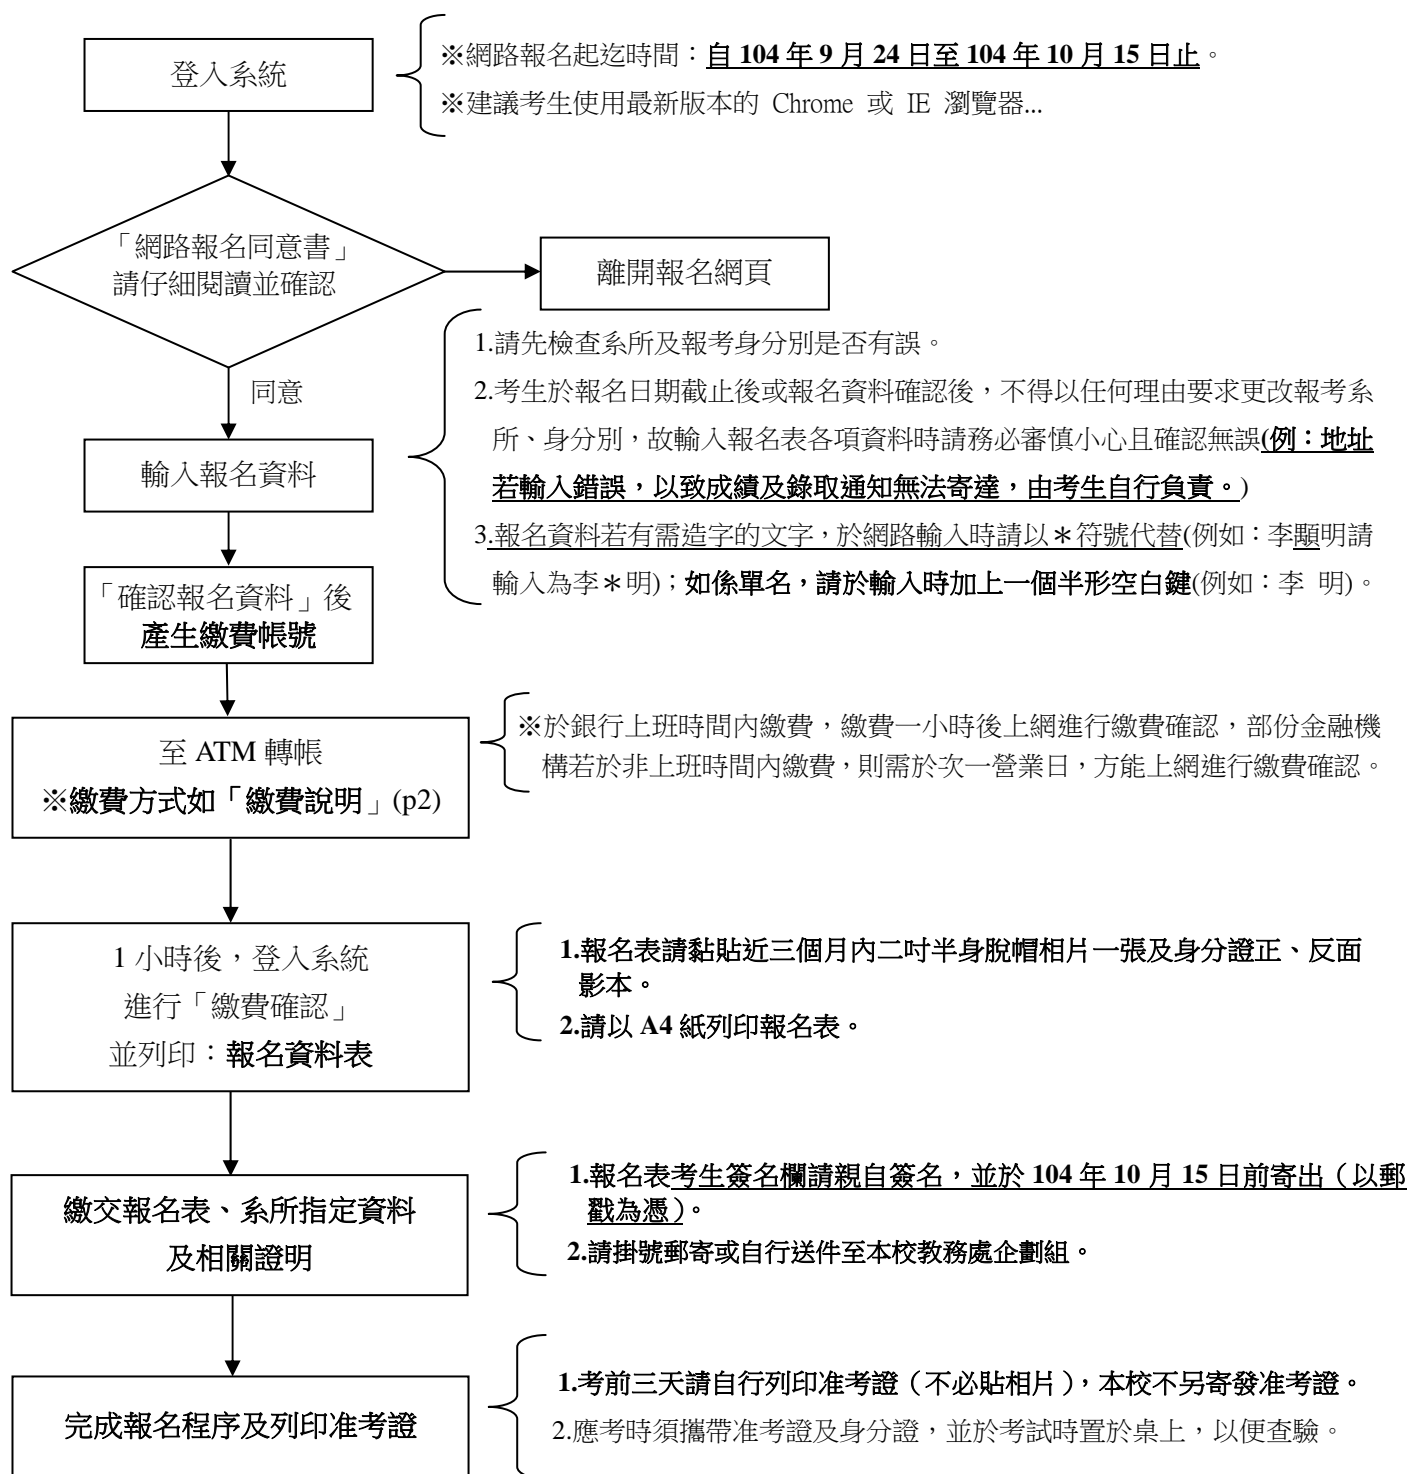 登入系統
※網路報名起迄時間：自 104 年 9 月 24 日至 104 年 10 月 15 日止。
※建議考生使用最新版本的 Chrome 或 IE 瀏覽器...
「網路報名同意書」
請仔細閱讀並確認
離開報名網頁
同意
1.請先檢查系所及報考身分別是否有誤。
2.考生於報名日期截止後或報名資料確認後，不得以任何理由要求更改報考系
所、身分別，故輸入報名表各項資料時請務必審慎小心且確認無誤(例：地址
若輸入錯誤，以致成績及錄取通知無法寄達，由考生自行負責。)
3.報名資料若有需造字的文字，於網路輸入時請以＊符號代替(例如：李顒明請
輸入為李＊明)；如係單名，請於輸入時加上一個半形空白鍵(例如：李 明)。
輸入報名資料
「確認報名資料」後
產生繳費帳號
至 ATM 轉帳
※繳費方式如「繳費說明」(p2)
※於銀行上班時間內繳費，繳費一小時後上網進行繳費確認，部份金融機
構若於非上班時間內繳費，則需於次一營業日，方能上網進行繳費確認。
1 小時後，登入系統
進行「繳費確認」
並列印：報名資料表
1.報名表請黏貼近三個月內二吋半身脫帽相片一張及身分證正、反面
影本。
2.請以 A4 紙列印報名表。
繳交報名表、系所指定資料
及相關證明
1.報名表考生簽名欄請親自簽名，並於 104 年 10 月 15 日前寄出（以郵
戳為憑）。
2.請掛號郵寄或自行送件至本校教務處企劃組。
完成報名程序及列印准考證
1.考前三天請自行列印准考證（不必貼相片），本校不另寄發准考證。
2.應考時須攜帶准考證及身分證，並於考試時置於桌上，以便查驗。